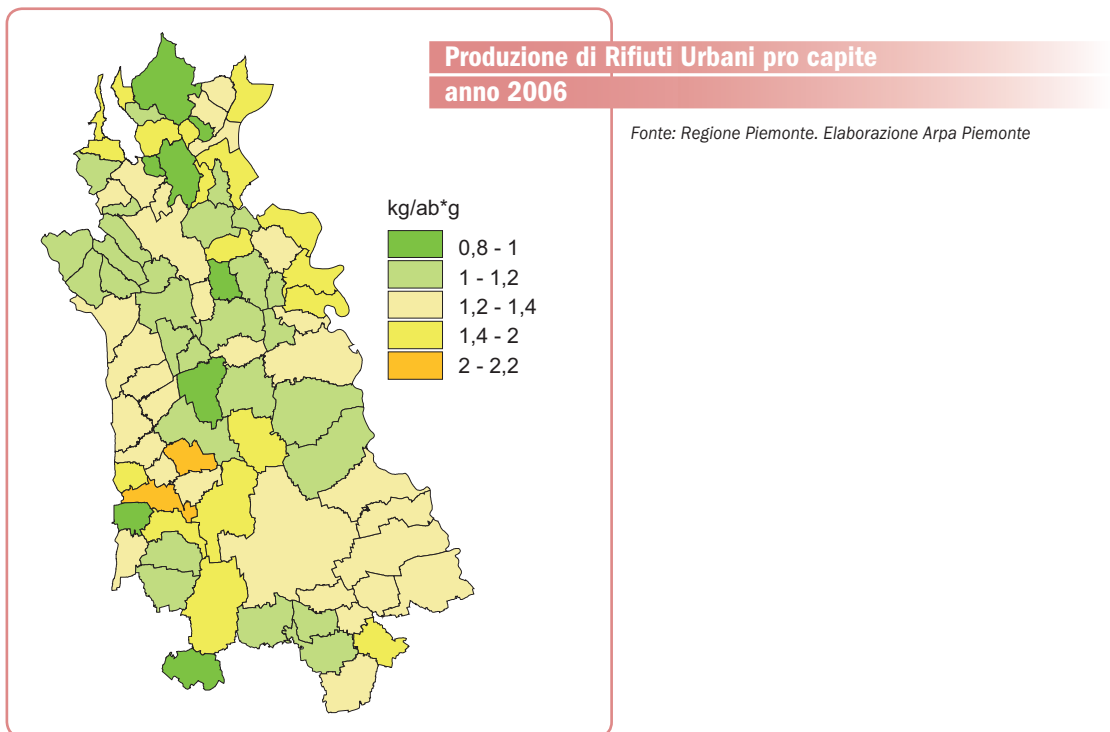 Produzione di Rifiuti Urbani pro capite
anno 2006
Fonte: Regione Piemonte. Elaborazione Arpa Piemonte
kg/ab*g
0,8 - 1
1 - 1,2
1,2 - 1,4
1,4 - 2
2 - 2,2